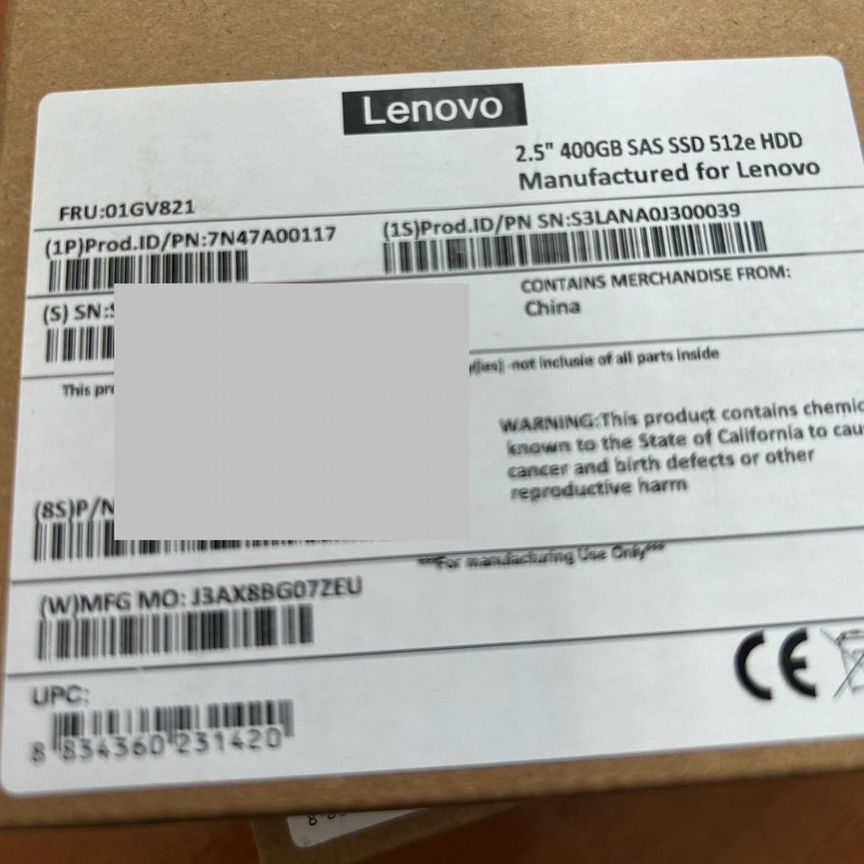 Lenovo
2.5" 400GB SAS SSD 512e HDD
Manufactured for Lenovo
FRU:01GV821
(1P)Prod.ID/PN:7N47A00117
(1S)Prod.ID/PN SN:S3LANA0J300039
(S) SN:S
CONTAINS MERCHANDISE FROM:
China
This
not inclusie of all parts inside
WARNING:This product contains chemic
known to the State of California to cau
cancer and birth defects or other
reproductive harm
(8S)P/N
***For manufacturing Use Only***
(W)MFG MO: J3AX8BG07ZEU
UPC:
8 834360 231420
CE